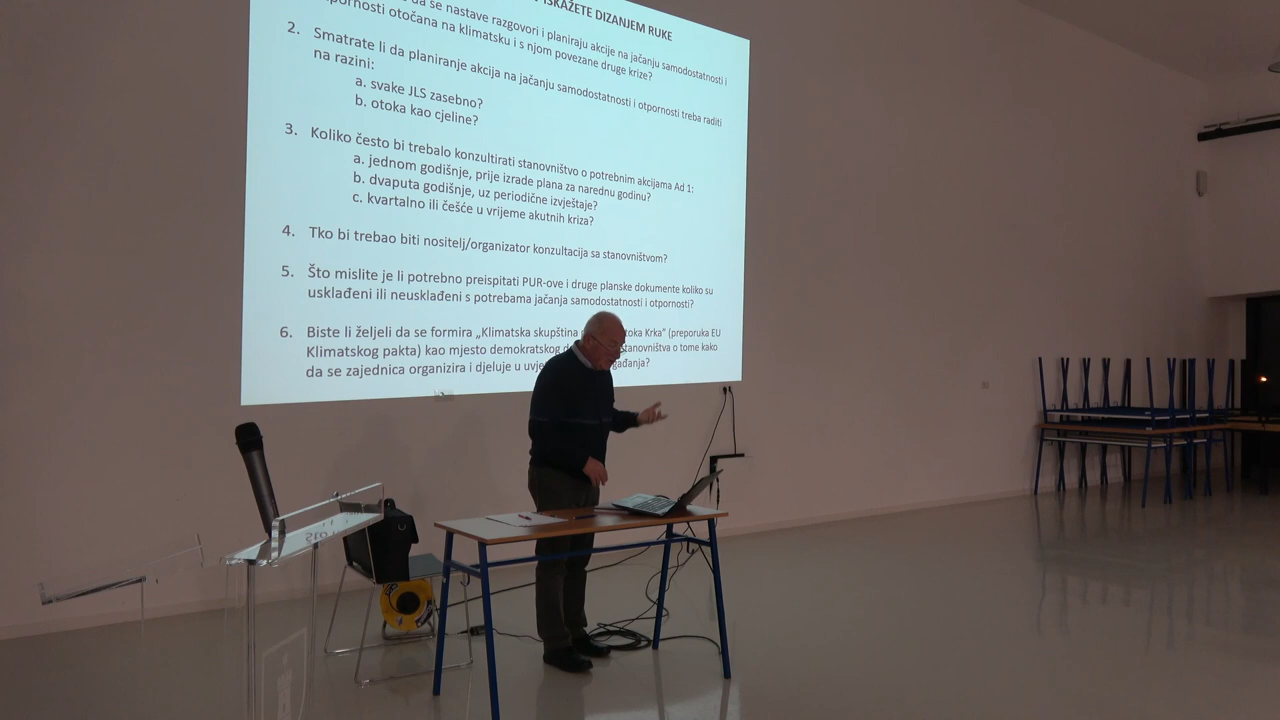 ISKAŽETE DIZANJEM RUKE
da se nastave razgovori i planiraju akcije na jačanju samodostatnosti i
otočana na klimatsku i s njom povezane druge krize?
2. Smatrate li da planiranje akcija na jačanju samodostatnosti i otpornosti treba raditi
na razini:
a. svake JLS zasebno?
b. otoka kao cjeline?
3. Koliko često bi trebalo konzultirati stanovništvo o potrebnim akcijama Ad 1:
a. jednom godišnje, prije izrade plana za narednu godinu?
b. dvaputa godišnje, uz periodične izvještaje?
c. kvartalno ili češće u vrijeme akutnih kriza?
4. Tko bi trebao biti nositelj/organizator konzultacija sa stanovništvom?
5. Što mislite je li potrebno preispitati PUR-ove i druge planske dokumente koliko su
usklađeni ili neusklađeni s potrebama jačanja samodostatnosti i otpornosti?
6. Biste li željeli da se formira „Klimatska skupština Krka“ (preporuka EU
Klimatskog pakta) kao mjesto demokratskog o tome kako
da se zajednica organizira i djeluje u